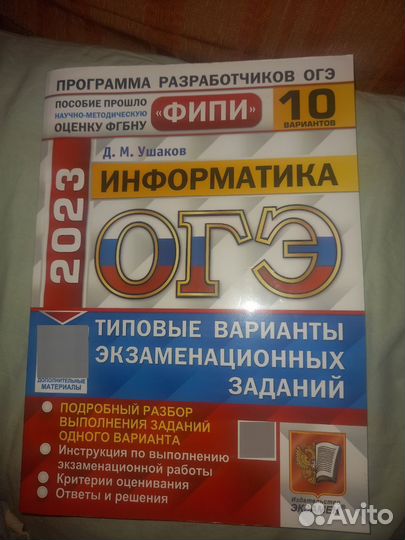 ПРОГРАММА РАЗРАБОТЧИКОВ ОГЭ
ПОСОБИЕ ПРОШЛО
НАУЧНО-МЕТОДИЧЕСКУЮ
ОЦЕНКУ ФГБНУ
«ФИПИ»
10
ВАРИАНТОВ
Д. М. Ушаков
2023
ИНФОРМАТИКА
ОГЭ
ТИПОВЫЕ ВАРИАНТЫ
ЭКЗАМЕНАЦИОННЫХ
ЗАДАНИЙ
ДОПОЛНИТЕЛЬНЫЕ
МАТЕРИАЛЫ
ПОДРОБНЫЙ РАЗБОР
ВЫПОЛНЕНИЯ ЗАДАНИЙ
ОДНОГО ВАРИАНТА
Инструкция по выполнению
экзаменационной работы
Критерии оценивания
Ответы и решения
Издательство
Avito